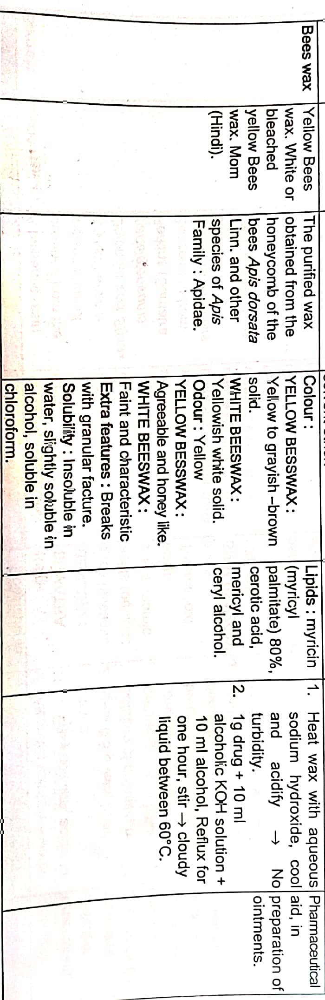 Bees wax
Yellow Bees
wax. White or
bleached
yellow Bees
wax. Mom
(Hindi).
The purified wax
obtained from the
honeycomb of the
bees Apis dorsata
Linn. and other
species of Apis
Family : Apidae.
Colour :
YELLOW BESSWAX :
Yellow to grayish –brown
solid.
WHITE BEESWAX :
Yellowish white solid.
Odour : Yellow
YELLOW BESSWAX :
Agreeable and honey like.
WHITE BEESWAX :
Faint and characteristic
Extra features : Breaks
with granular facture.
Solubility : Insoluble in
water, slightly soluble in
alcohol, soluble in
chloroform.
Lipids : myricin
(myricyl
palmitate) 80%,
cerotic acid,
mericyl and
ceryl alcohol.
1. Heat wax with aqueous
sodium hydroxide, cool
and acidify → No
turbidity.
2. 1g drug + 10 ml
alcoholic KOH solution +
10 ml alcohol, Reflux for
one hour, stir → cloudy
liquid between 60°C.
Pharmaceutical
aid, in
preparation of
ointments.